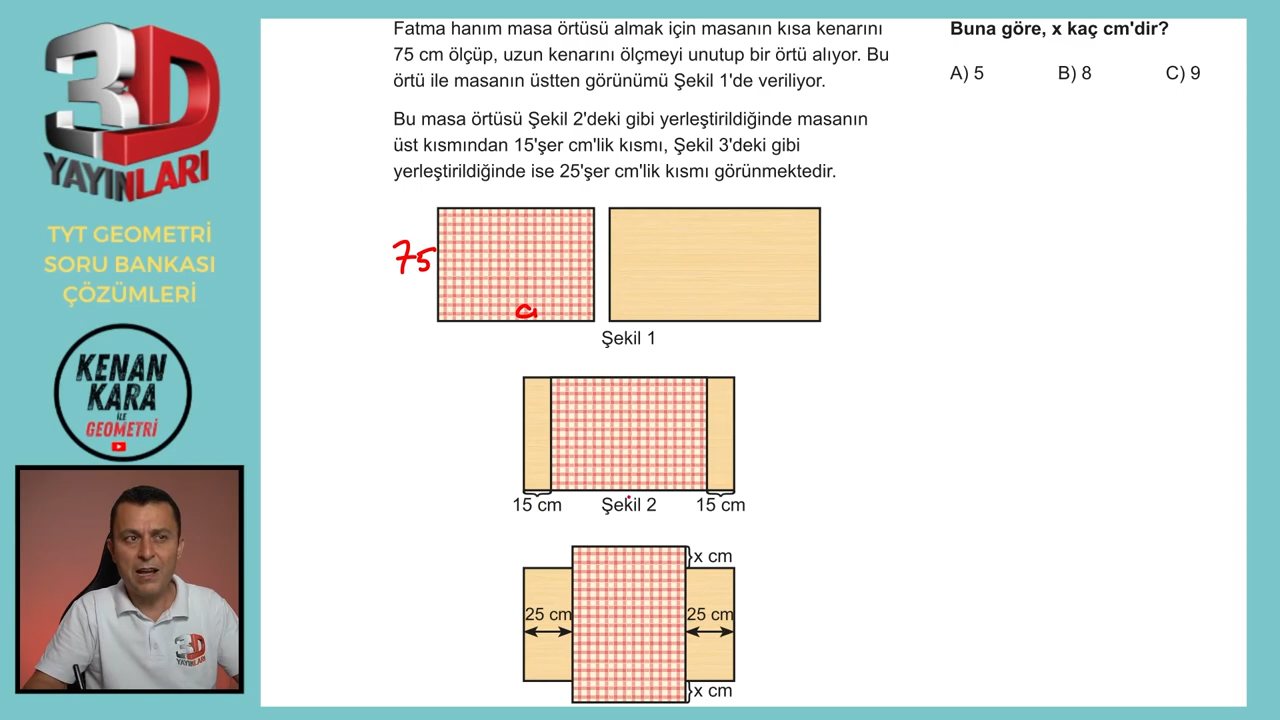 3D
YAYINLARI
TYT GEOMETRİ
SORU BANKASI
ÇÖZÜMLERİ
KENAN
KARA
İLE
GEOMETRİ
3D
YAYINLARI
Fatma hanım masa örtüsü almak için masanın kısa kenarını
75 cm ölçüp, uzun kenarını ölçmeyi unutup bir örtü alıyor. Bu
örtü ile masanın üstten görünümü Şekil 1'de veriliyor.
Bu masa örtüsü Şekil 2'deki gibi yerleştirildiğinde masanın
üst kısmından 15'şer cm'lik kısmı, Şekil 3'deki gibi
yerleştirildiğinde ise 25'şer cm'lik kısmı görünmektedir.
75
a
Şekil 1
15 cm Şekil 2 15 cm
x cm
25 cm 25 cm
x cm
Buna göre, x kaç cm'dir?
A) 5 B) 8 C) 9